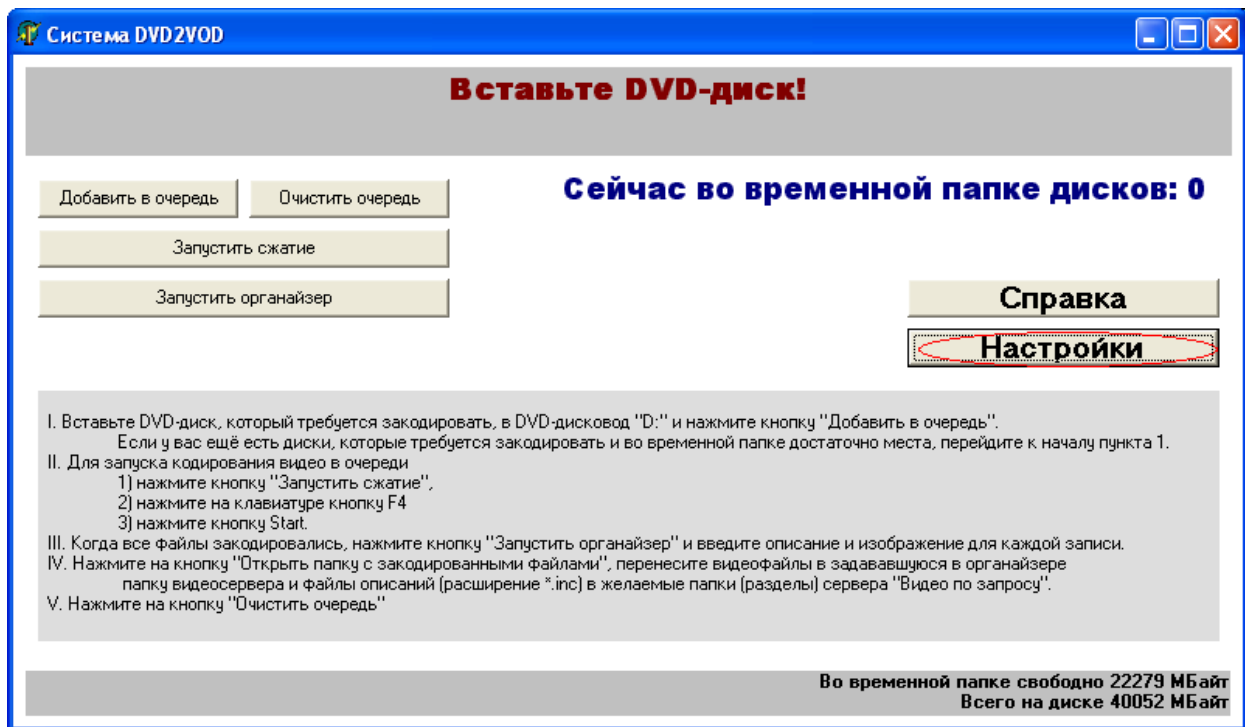 Система DVD2VOD
Вставьте DVD-диск!
Добавить в очередь
Очистить очередь
Сейчас во временной папке дисков: 0
Запустить сжатие
Запустить органайзер
Справка
Настройки
I. Вставьте DVD-диск, который требуется закодировать, в DVD-дисковод "D:" и нажмите кнопку "Добавить в очередь".
Если у вас ещё есть диски, которые требуется закодировать и во временной папке достаточно места, перейдите к началу пункта 1.
II. Для запуска кодирования видео в очереди
1) нажмите кнопку "Запустить сжатие",
2) нажмите на клавиатуре кнопку F4
3) нажмите кнопку Start.
III. Когда все файлы закодировались, нажмите кнопку "Запустить органайзер" и введите описание и изображение для каждой записи.
IV. Нажмите на кнопку "Открыть папку с закодированными файлами", перенесите видеофайлы в задававшуюся в органайзере
папку видеосервера и файлы описаний (расширение *.inc) в желаемые папки (разделы) сервера "Видео по запросу".
V. Нажмите на кнопку "Очистить очередь"
Во временной папке свободно 22279 МБайт
Всего на диске 40052 МБайт